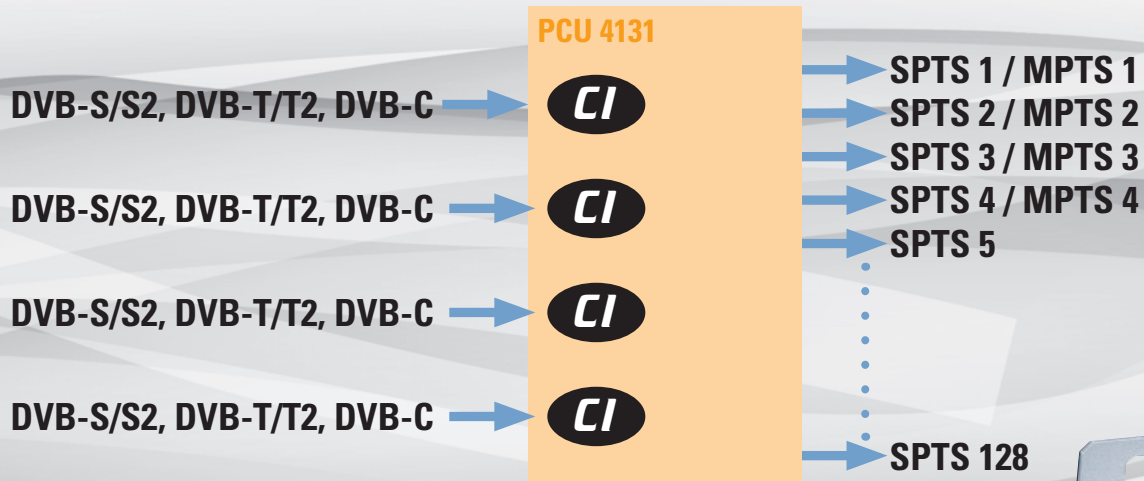 PCU 4131
DVB-S/S2, DVB-T/T2, DVB-C
CI
DVB-S/S2, DVB-T/T2, DVB-C
CI
DVB-S/S2, DVB-T/T2, DVB-C
CI
DVB-S/S2, DVB-T/T2, DVB-C
CI
SPTS 1 / MPTS 1
SPTS 2 / MPTS 2
SPTS 3 / MPTS 3
SPTS 4 / MPTS 4
SPTS 5
SPTS 128